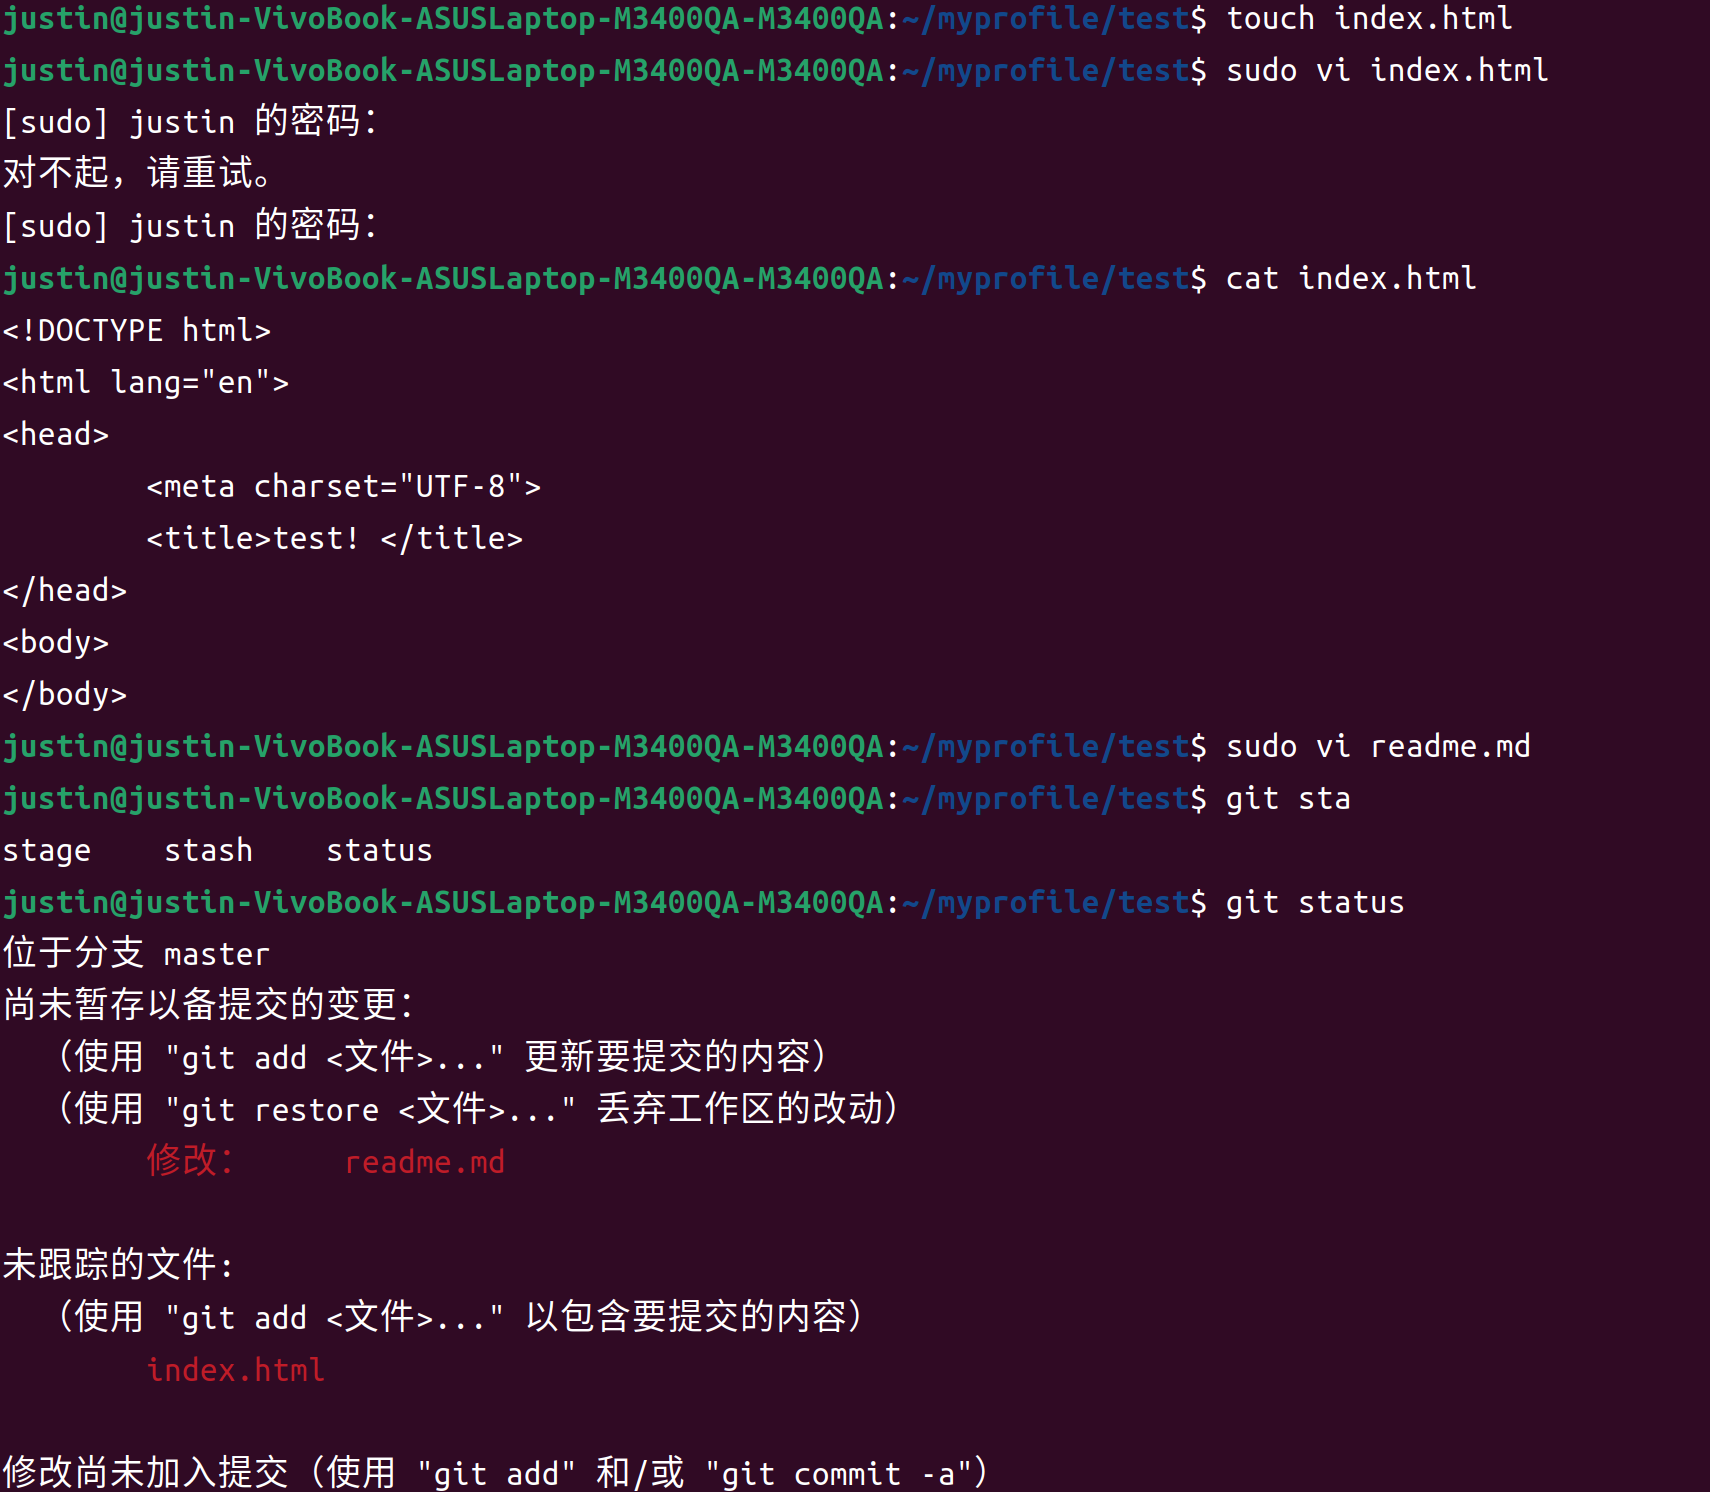 justin@justin-VivoBook-ASUSLaptop-M3400QA-M3400QA:~/myprofile/test$ touch index.html
justin@justin-VivoBook-ASUSLaptop-M3400QA-M3400QA:~/myprofile/test$ sudo vi index.html
[sudo] justin 的密码：
对不起，请重试。
[sudo] justin 的密码：
justin@justin-VivoBook-ASUSLaptop-M3400QA-M3400QA:~/myprofile/test$ cat index.html
<!DOCTYPE html>
<html lang="en">
<head>
        <meta charset="UTF-8">
        <title>test! </title>
</head>
<body>
</body>
justin@justin-VivoBook-ASUSLaptop-M3400QA-M3400QA:~/myprofile/test$ sudo vi readme.md
justin@justin-VivoBook-ASUSLaptop-M3400QA-M3400QA:~/myprofile/test$ git sta
stage    stash    status
justin@justin-VivoBook-ASUSLaptop-M3400QA-M3400QA:~/myprofile/test$ git status
位于分支 master
尚未暂存以备提交的变更：
  （使用 "git add <文件>..." 更新要提交的内容）
  （使用 "git restore <文件>..." 丢弃工作区的改动）
        修改：     readme.md
未跟踪的文件:
  （使用 "git add <文件>..." 以包含要提交的内容）
        index.html
修改尚未加入提交（使用 "git add" 和/或 "git commit -a"）